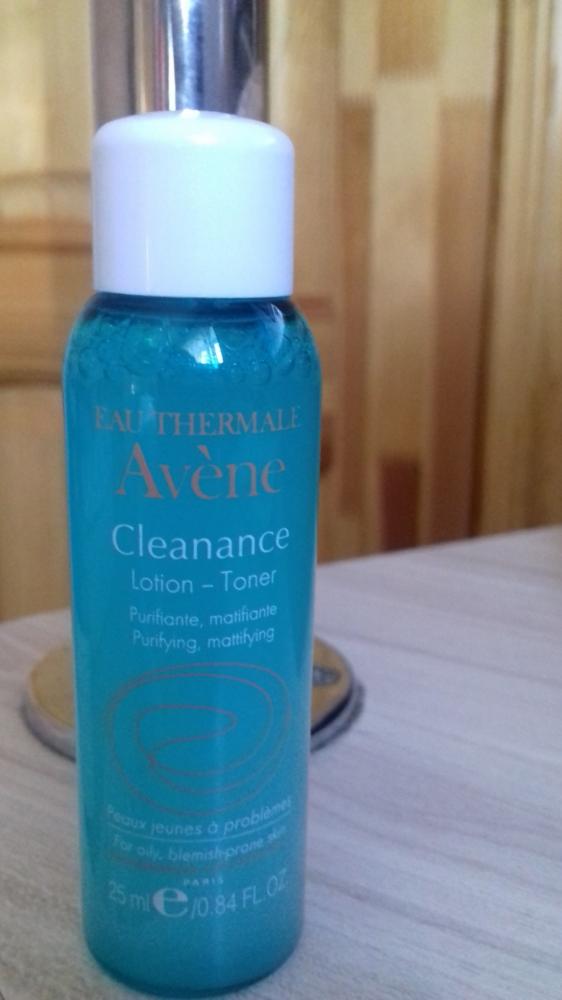 EAU THERMALE
Avène
Cleanance
Lotion – Toner
Purifiante, matifiante
Purifying, mattifying
Peaux jeunes à problèmes
For oily, blemish-prone skin
PARIS
25 ml e/0.84 FL.OZ.